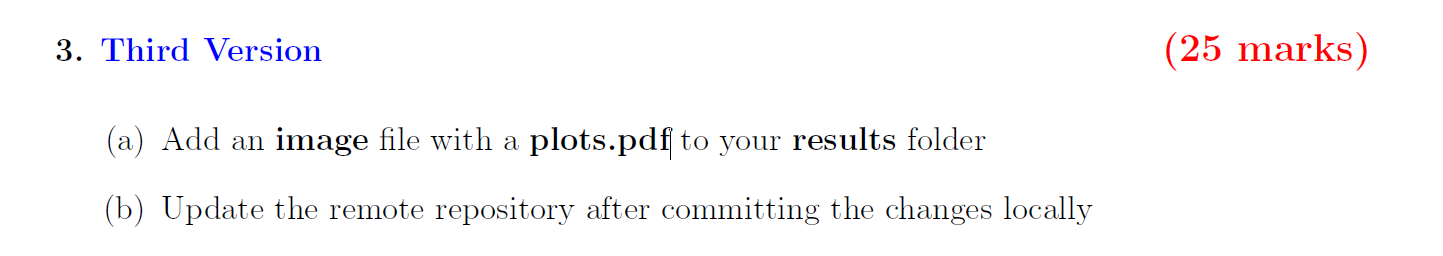 3. Third Version (25 marks)
(a) Add an image file with a plots.pdf to your results folder
(b) Update the remote repository after committing the changes locally